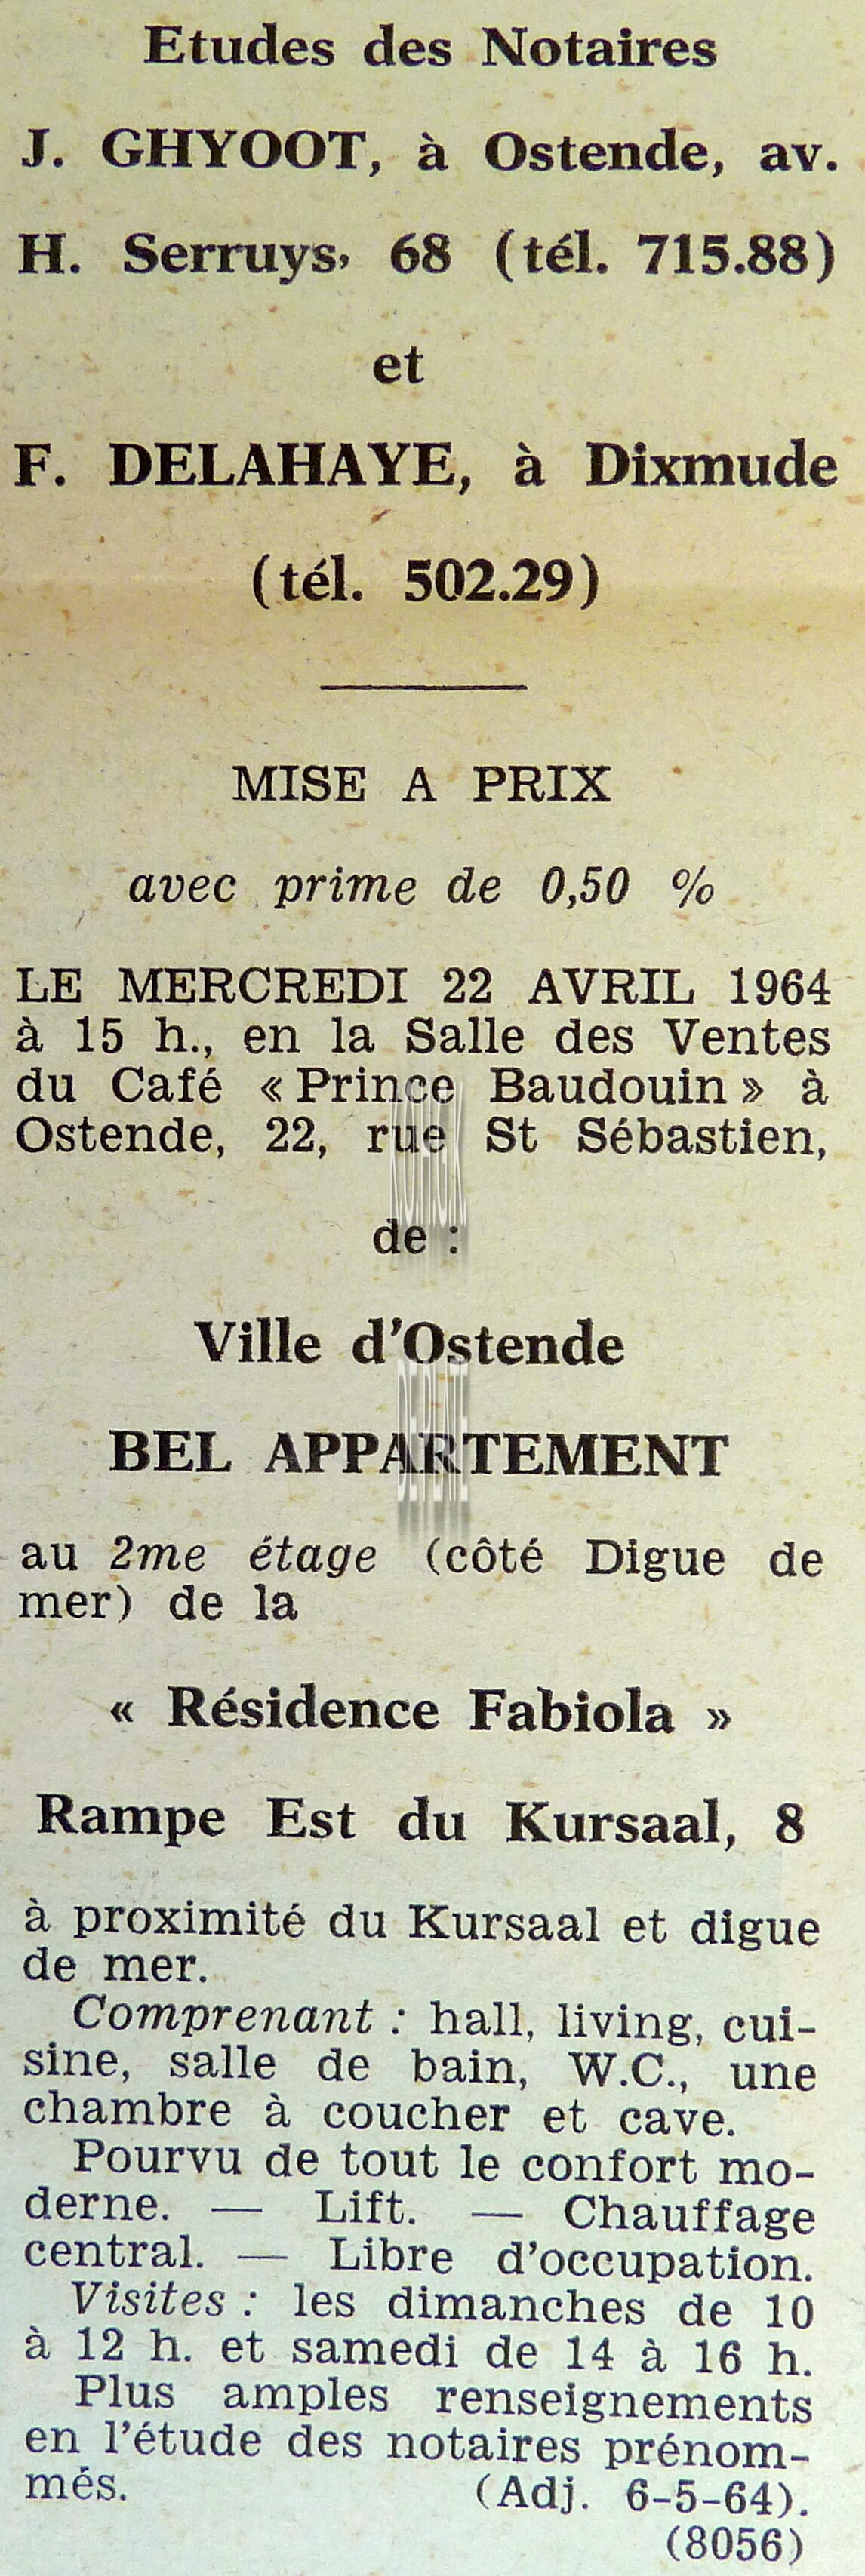 Etudes des Notaires
J. GHYOOT, à Ostende, av.
H. Serruys, 68 (tél. 715.88)
et
F. DELAHAYE, à Dixmude
(tél. 502.29)
MISE A PRIX
avec prime de 0,50 %
LE MERCREDI 22 AVRIL 1964
à 15 h., en la Salle des Ventes
du Café « Prince Baudouin » à
Ostende, 22, rue St Sébastien,
de :
Ville d'Ostende
BEL APPARTEMENT
au 2me étage (côté Digue de
mer) de la
« Résidence Fabiola »
Rampe Est du Kursaal, 8
à proximité du Kursaal et digue
de mer.
Comprenant : hall, living, cui-
sine, salle de bain, W.C., une
chambre à coucher et cave.
Pourvu de tout le confort mo-
derne. — Lift. — Chauffage
central. — Libre d'occupation.
Visites : les dimanches de 10
à 12 h. et samedi de 14 à 16 h.
Plus amples renseignements
en l'étude des notaires prénom-
més. (Adj. 6-5-64).
(8056)